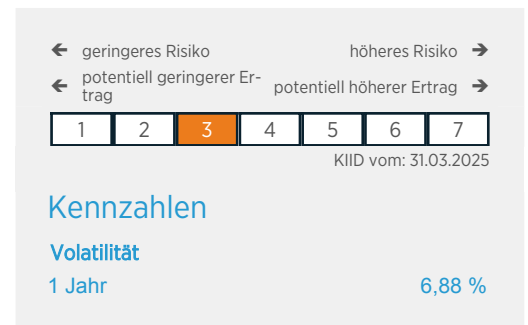 ← geringeres Risiko höheres Risiko →
← potentiell geringerer Er-
trag potentiell höherer Ertrag →
1 2 3 4 5 6 7
KIID vom: 31.03.2025
Kennzahlen
Volatilität
1 Jahr 6,88 %